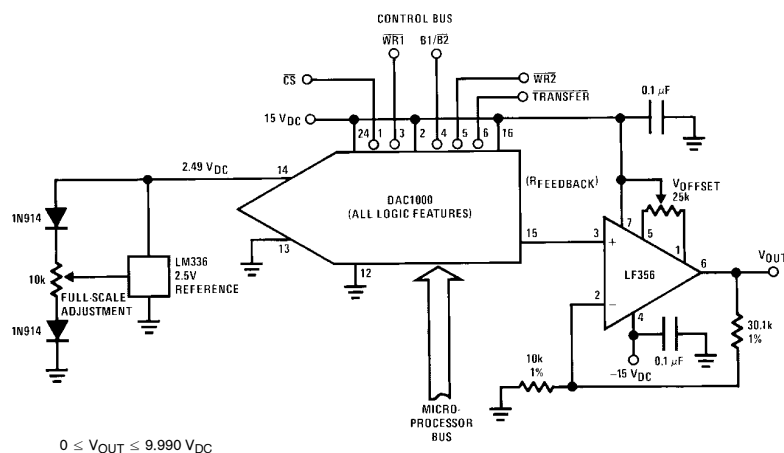 CONTROL BUS
WR1
B1/B2
CS
WR2
TRANSFER
0.1 μF
15 VDC
24
1
3
2
4
5
6
16
2.49 VDC
14
DAC1000
(ALL LOGIC FEATURES)
(RFEEDBACK)
VOFFSET
25k
1N914
13
15
3
+
7
5
1
LF356
6
VOUT
LM336
2.5V
REFERENCE
10k
FULL-SCALE
ADJUSTMENT
12
2
−
4
30.1k
1%
1N914
10k
1%
0.1 μF
−15 VDC
MICRO-
PROCESSOR
BUS
0 ≤ VOUT ≤ 9.990 VDC